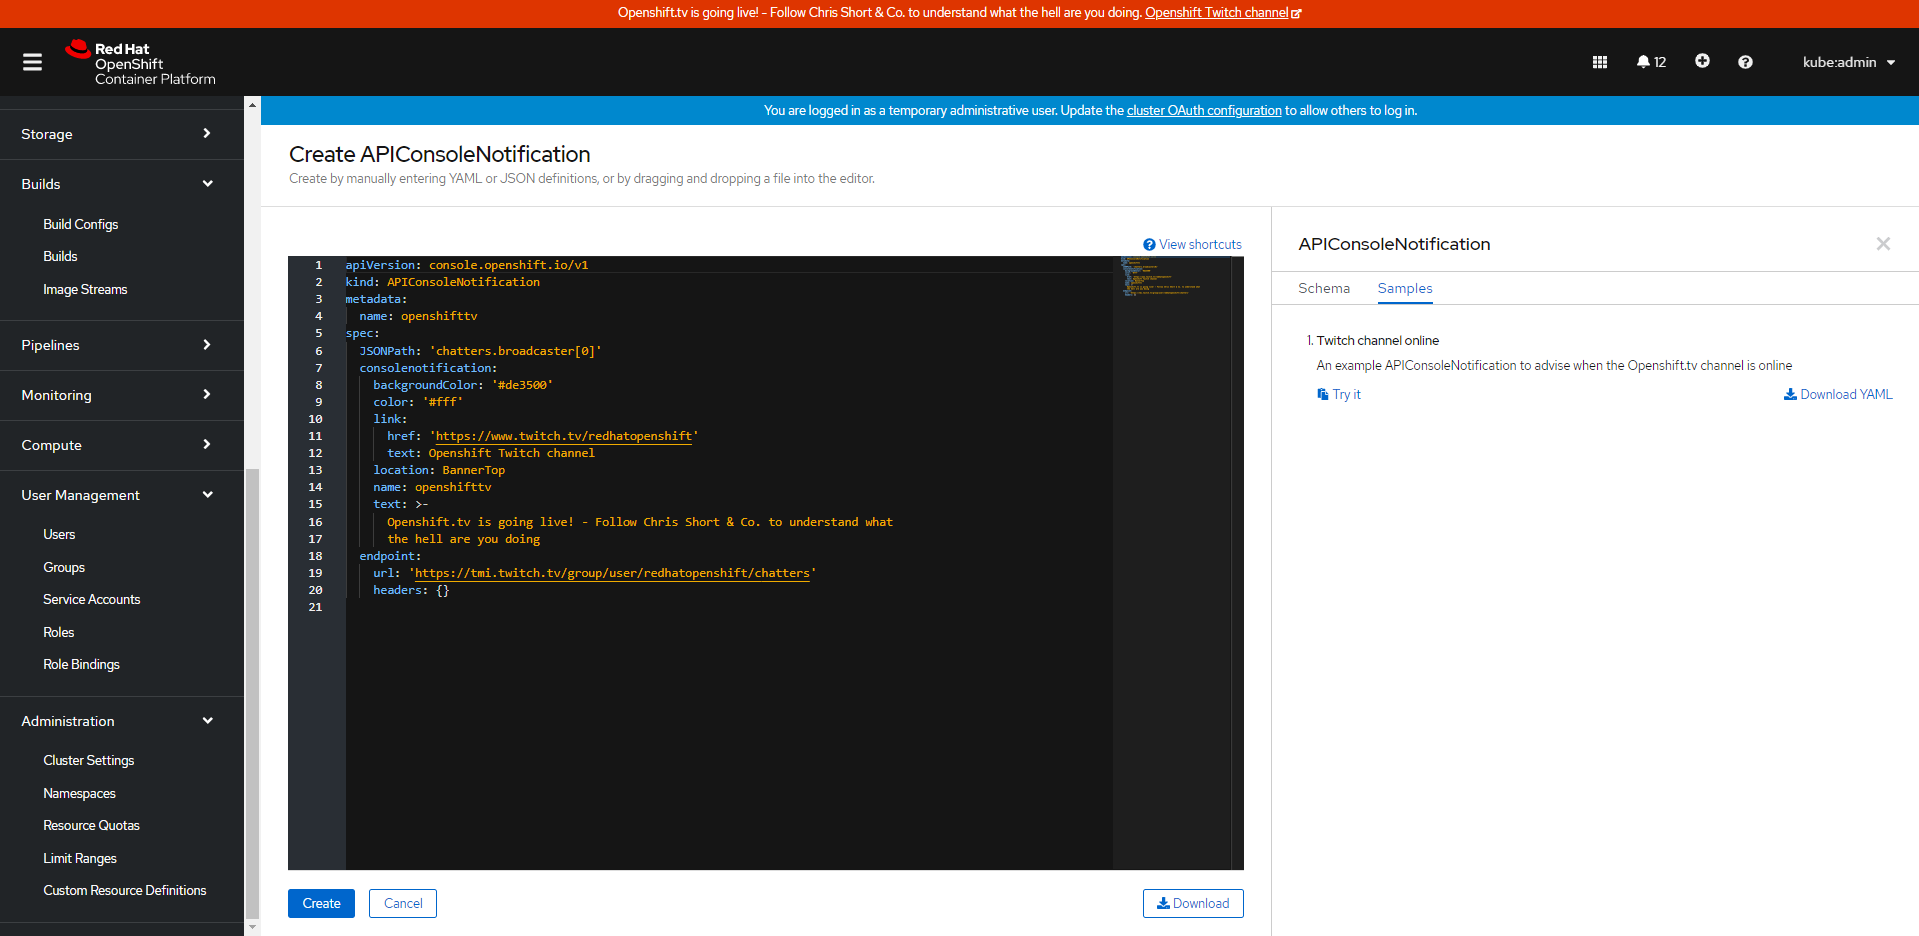 Openshift.tv is going live! - Follow Chris Short & Co. to understand what the hell are you doing. Openshift Twitch channel
Red Hat
OpenShift
Container Platform
12
kube:admin
You are logged in as a temporary administrative user. Update the cluster OAuth configuration to allow others to log in.
Storage
Builds
Build Configs
Builds
Image Streams
Pipelines
Monitoring
Compute
User Management
Users
Groups
Service Accounts
Roles
Role Bindings
Administration
Cluster Settings
Namespaces
Resource Quotas
Limit Ranges
Custom Resource Definitions
Create APIConsoleNotification
Create by manually entering YAML or JSON definitions, or by dragging and dropping a file into the editor.
View shortcuts
1 apiVersion: console.openshift.io/v1
2 kind: APIConsoleNotification
3 metadata:
4 name: openshifttv
5 spec:
6 JSONPath: 'chatters.broadcaster[0]'
7 consolenotification:
8 backgroundColor: '#de3500'
9 color: '#fff'
10 link:
11 href: 'https://www.twitch.tv/redhatopenshift'
12 text: Openshift Twitch channel
13 location: BannerTop
14 name: openshifttv
15 text: >-
16 Openshift.tv is going live! - Follow Chris Short & Co. to understand what
17 the hell are you doing
18 endpoint:
19 url: 'https://tmi.twitch.tv/group/user/redhatopenshift/chatters'
20 headers: {}
21
Create
Cancel
Download
APIConsoleNotification
Schema
Samples
1. Twitch channel online
An example APIConsoleNotification to advise when the Openshift.tv channel is online
Try it
Download YAML